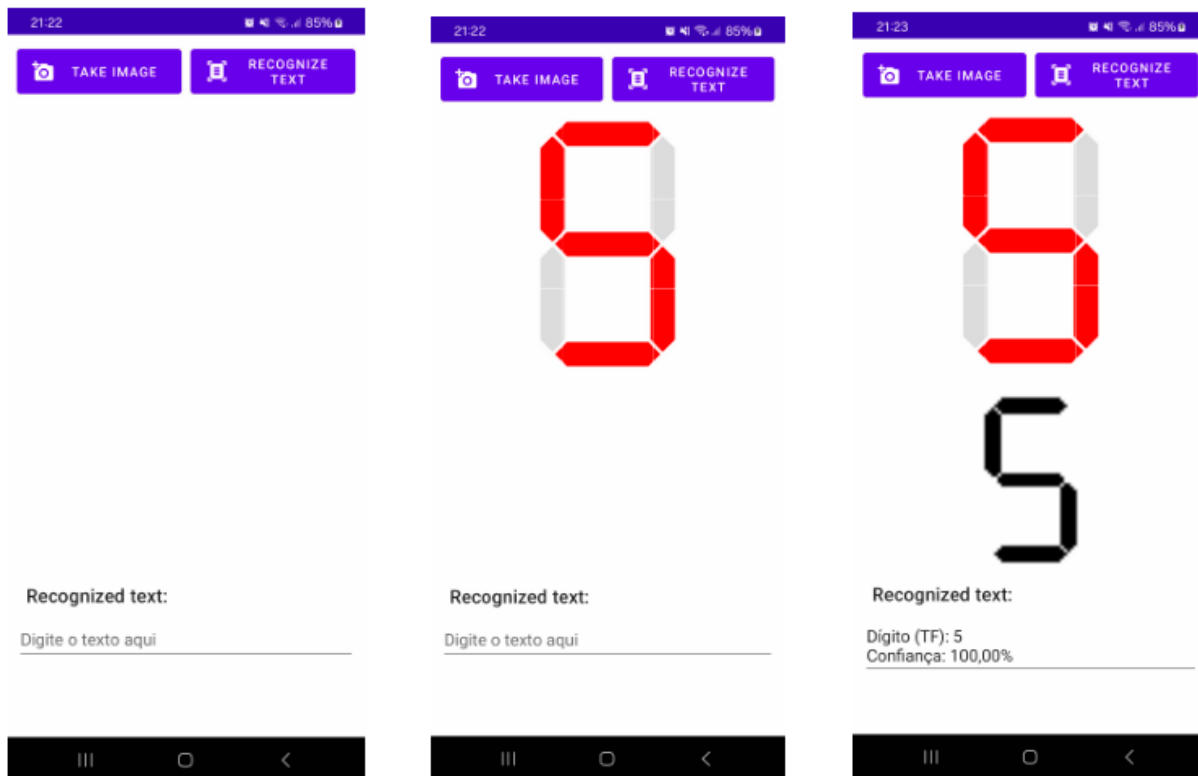 21:22 85%
TAKE IMAGE
RECOGNIZE
TEXT
Recognized text:
Digite o texto aqui
21:22 85%
TAKE IMAGE
RECOGNIZE
TEXT
5
Recognized text:
Digite o texto aqui
21:23 85%
TAKE IMAGE
RECOGNIZE
TEXT
5
5
Recognized text:
Dígito (TF): 5
Confiança: 100,00%